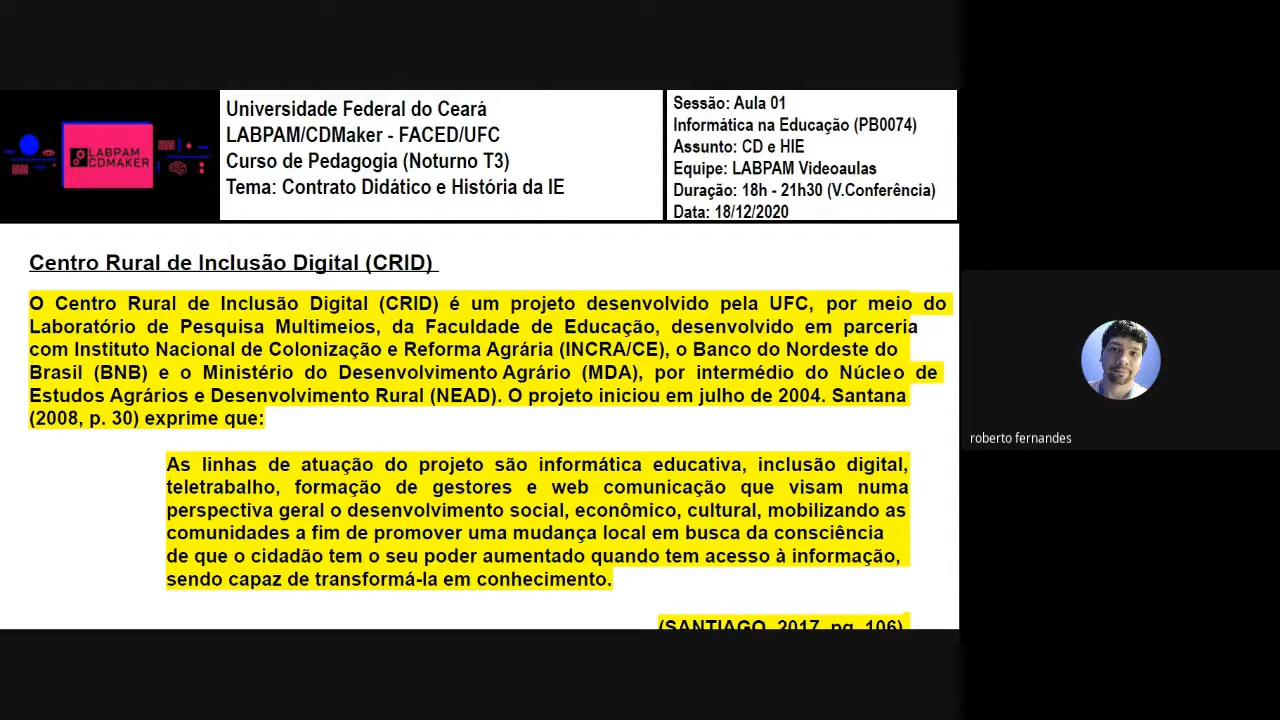 LABPAM
CDMAKER
Universidade Federal do Ceará
LABPAM/CDMaker - FACED/UFC
Curso de Pedagogia (Noturno T3)
Tema: Contrato Didático e História da IE
Sessão: Aula 01
Informática na Educação (PB0074)
Assunto: CD e HIE
Equipe: LABPAM Videoaulas
Duração: 18h - 21h30 (V.Conferência)
Data: 18/12/2020
Centro Rural de Inclusão Digital (CRID)
O Centro Rural de Inclusão Digital (CRID) é um projeto desenvolvido pela UFC, por meio do
Laboratório de Pesquisa Multimeios, da Faculdade de Educação, desenvolvido em parceria
com Instituto Nacional de Colonização e Reforma Agrária (INCRA/CE), o Banco do Nordeste do
Brasil (BNB) e o Ministério do Desenvolvimento Agrário (MDA), por intermédio do Núcleo de
Estudos Agrários e Desenvolvimento Rural (NEAD). O projeto iniciou em julho de 2004. Santana
(2008, p. 30) exprime que:
As linhas de atuação do projeto são informática educativa, inclusão digital,
teletrabalho, formação de gestores e web comunicação que visam numa
perspectiva geral o desenvolvimento social, econômico, cultural, mobilizando as
comunidades a fim de promover uma mudança local em busca da consciência
de que o cidadão tem o seu poder aumentado quando tem acesso à informação,
sendo capaz de transformá-la em conhecimento.
(SANTIAGO, 2017, pg. 106)
roberto fernandes